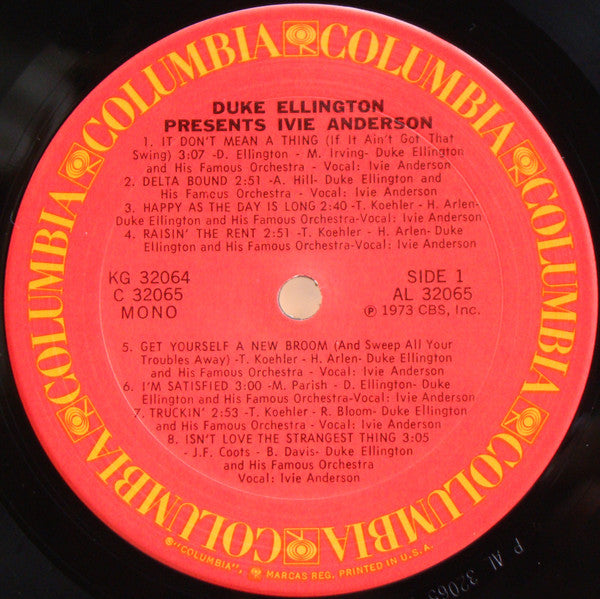 COLUMBIA COLUMBIA COLUMBIA COLUMBIA COLUMBIA COLUMBIA COLUMBIA COLUMBIA
DUKE ELLINGTON
PRESENTS IVIE ANDERSON
1. IT DON'T MEAN A THING (If It Ain't Got That
Swing) 3:07 -D. Ellington - M. Irving- Duke Ellington
and His Famous Orchestra - Vocal: Ivie Anderson
2. DELTA BOUND 2:51 -A. Hill- Duke Ellington and
His Famous Orchestra - Vocal: Ivie Anderson
3. HAPPY AS THE DAY IS LONG 2:40 -T. Koehler - H. Arlen-
Duke Ellington and His Famous Orchestra-Vocal: Ivie Anderson
4. RAISIN' THE RENT 2:51 -T. Koehler - H. Arlen- Duke
Ellington and His Famous Orchestra-Vocal: Ivie Anderson
KG 32064
C 32065
MONO
SIDE 1
AL 32065
℗ 1973 CBS, Inc.
5. GET YOURSELF A NEW BROOM (And Sweep All Your
Troubles Away) -T. Koehler - H. Arlen- Duke Ellington
and His Famous Orchestra - Vocal: Ivie Anderson
6. I'M SATISFIED 3:00 -M. Parish - D. Ellington- Duke
Ellington and His Famous Orchestra-Vocal: Ivie Anderson
7. TRUCKIN' 2:53 -T. Koehler - R. Bloom- Duke Ellington
and His Famous Orchestra-Vocal: Ivie Anderson
8. ISN'T LOVE THE STRANGEST THING 3:05
-J.F. Coots - B. Davis- Duke Ellington
and His Famous Orchestra
Vocal: Ivie Anderson
®"COLUMBIA", MARCAS REG. PRINTED IN U.S.A.
P AL 32065